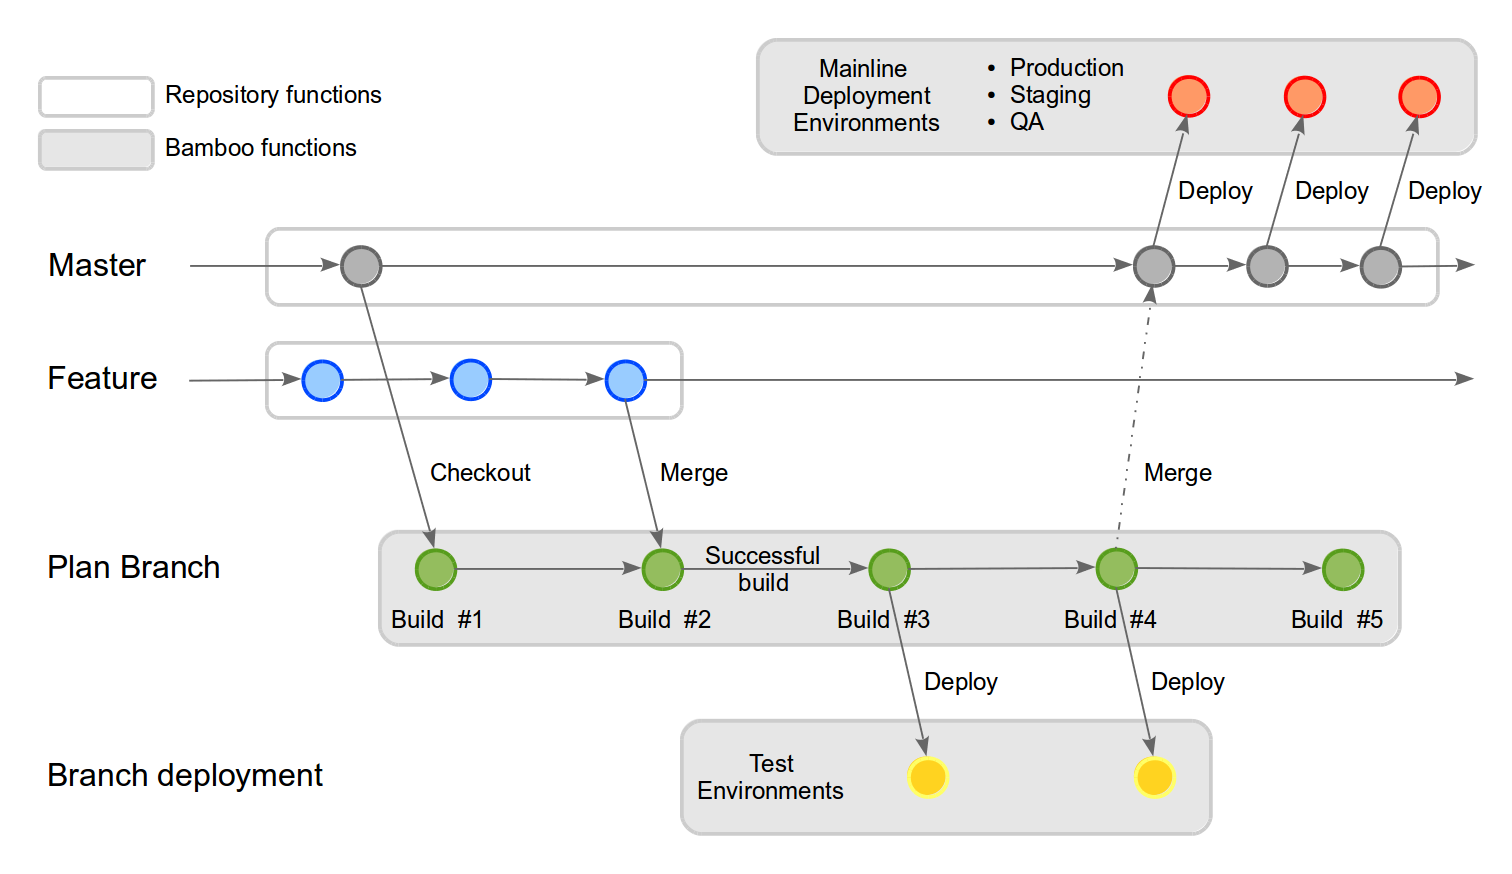 Mainline
Deployment
Environments
• Production
• Staging
• QA
Repository functions
Bamboo functions
Deploy
Deploy
Deploy
Master
Feature
Checkout
Merge
Merge
Plan Branch
Successful
build
Build #1
Build #2
Build #3
Build #4
Build #5
Deploy
Deploy
Branch deployment
Test
Environments